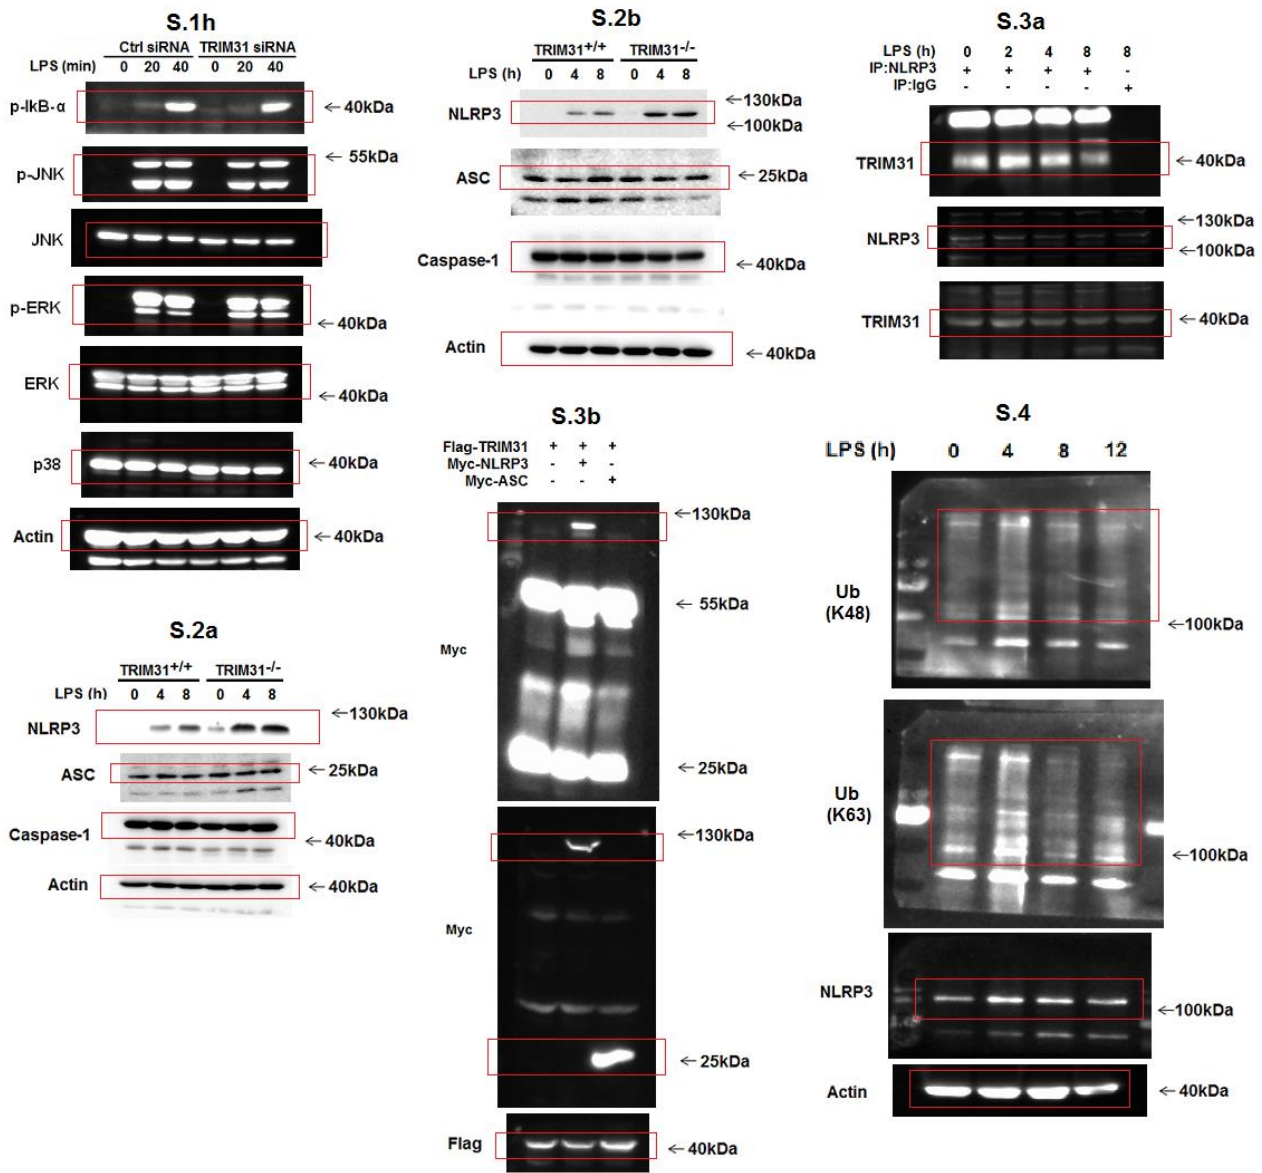 S.1h
Ctrl siRNA TRIM31 siRNA
LPS (min) 0 20 40 0 20 40
p-IkB-α ←40kDa
p-JNK ← 55kDa
JNK
p-ERK ←40kDa
ERK ← 40kDa
p38 ←40kDa
Actin ←40kDa
S.2a
TRIM31+/+ TRIM31-/-
LPS (h) 0 4 8 0 4 8
NLRP3 ←130kDa
ASC ←25kDa
Caspase-1 ←40kDa
Actin ←40kDa
S.2b
TRIM31+/+ TRIM31-/-
LPS (h) 0 4 8 0 4 8
NLRP3 ←130kDa
←100kDa
ASC ←25kDa
Caspase-1 ←40kDa
Actin ←40kDa
S.3b
Flag-TRIM31 + + +
Myc-NLRP3 - + -
Myc-ASC - - +
←130kDa
← 55kDa
Myc
←25kDa
←130kDa
Myc
←25kDa
Flag ←40kDa
S.3a
LPS (h) 0 2 4 8 8
IP:NLRP3 + + + + -
IP:IgG - - - - +
TRIM31 ←40kDa
NLRP3 ←130kDa
←100kDa
TRIM31 ←40kDa
S.4
LPS (h) 0 4 8 12
Ub
(K48)
←100kDa
Ub
(K63)
←100kDa
NLRP3
←100kDa
Actin ←40kDa